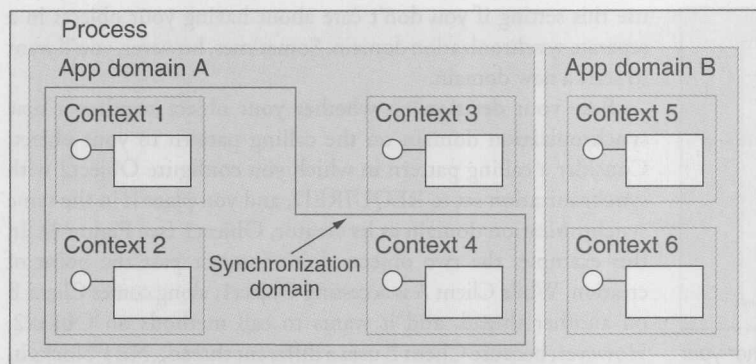 Process
App domain A
App domain B
Context 1
Context 3
Context 5
Context 2
Context 4
Context 6
Synchronization
domain